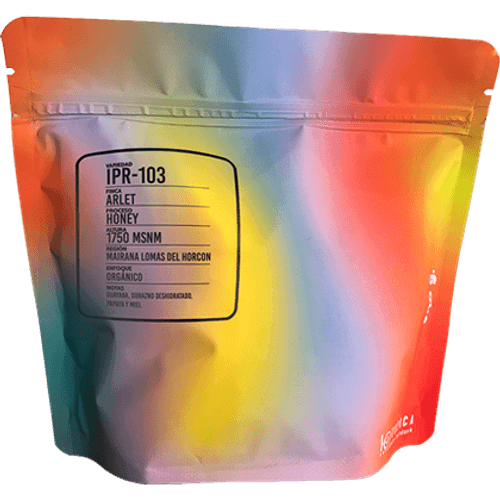 VARIEDAD
IPR-103
FINCA
ARLET
PROCESO
HONEY
ALTURA
1750 MSNM
REGIÓN
MAIRANA LOMAS DEL HORCON
ENFOQUE
ORGÁNICO
NOTAS
GUAYABA, DURAZNO DESHIDRATADO,
PAPAYA Y MIEL